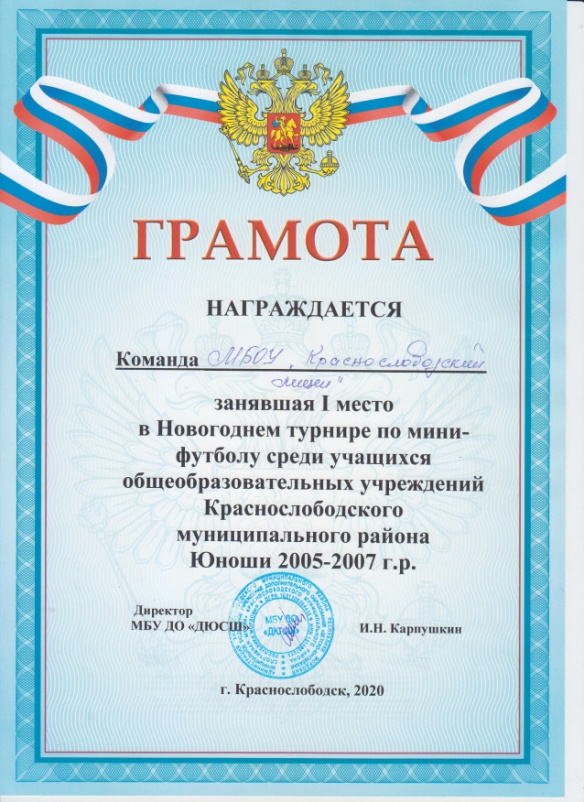 ГРАМОТА
НАГРАЖДАЕТСЯ
Команда МБОУ „Краснослободский
лицей"
занявшая I место
в Новогоднем турнире по мини-
футболу среди учащихся
общеобразовательных учреждений
Краснослободского
муниципального района
Юноши 2005-2007 г.р.
Директор
МБУ ДО «ДЮСШ»
МБУ ДО
«ДЮСШ»
И.Н. Карпушкин
г. Краснослободск, 2020